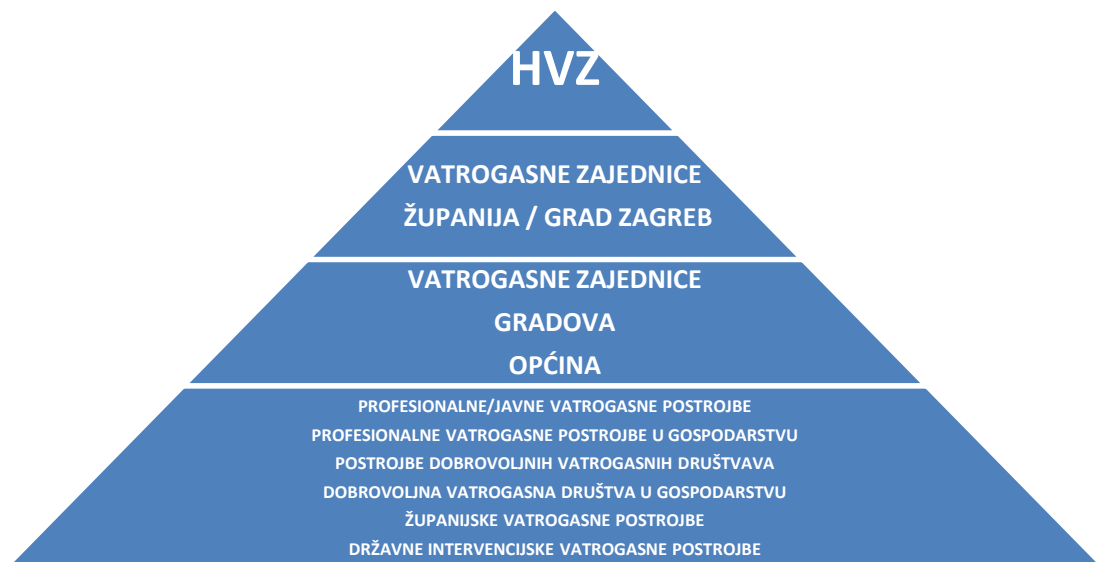 HVZ
VATROGASNE ZAJEDNICE
ŽUPANIJA / GRAD ZAGREB
VATROGASNE ZAJEDNICE
GRADOVA
OPĆINA
PROFESIONALNE/JAVNE VATROGASNE POSTROJBE
PROFESIONALNE VATROGASNE POSTROJBE U GOSPODARSTVU
POSTROJBE DOBROVOLJNIH VATROGASNIH DRUŠTVAVA
DOBROVOLJNA VATROGASNA DRUŠTVA U GOSPODARSTVU
ŽUPANIJSKE VATROGASNE POSTROJBE
DRŽAVNE INTERVENCIJSKE VATROGASNE POSTROJBE